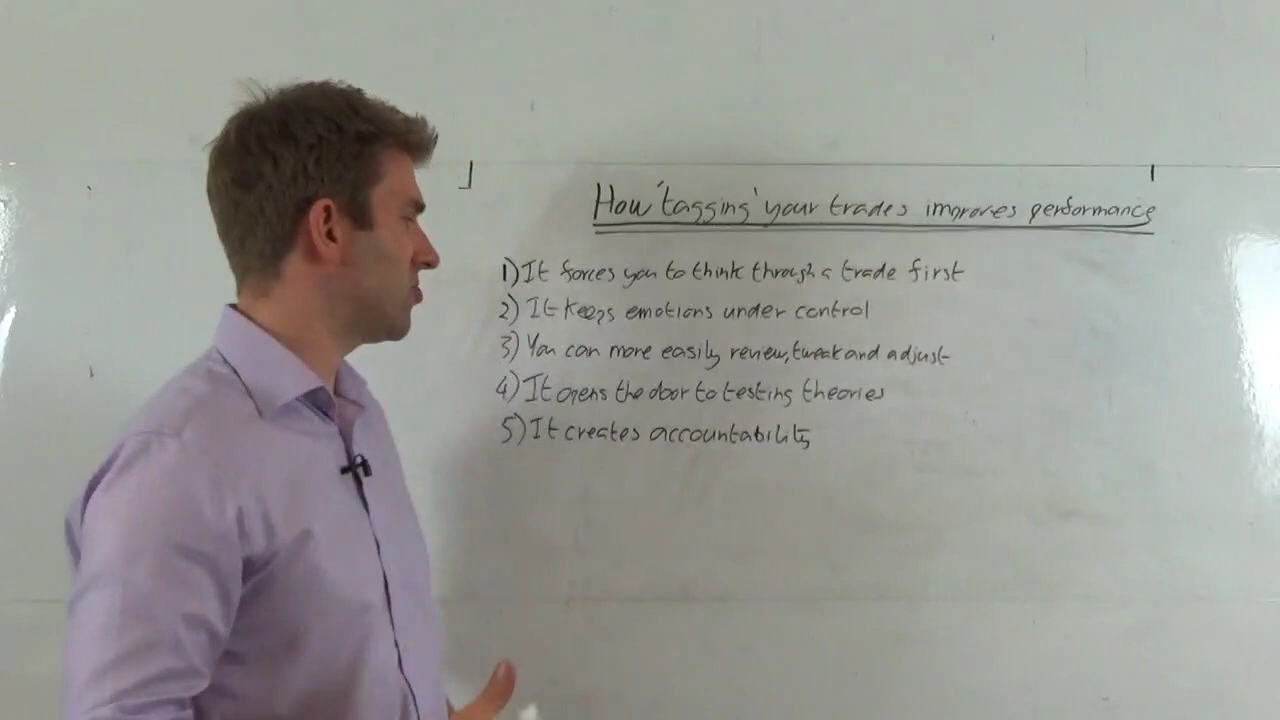 How 'tagging' your trades improves performance
1) It forces you to think through a trade first
2) It keeps emotions under control
3) You can more easily review, tweak and adjust
4) It opens the door to testing theories
5) It creates accountability